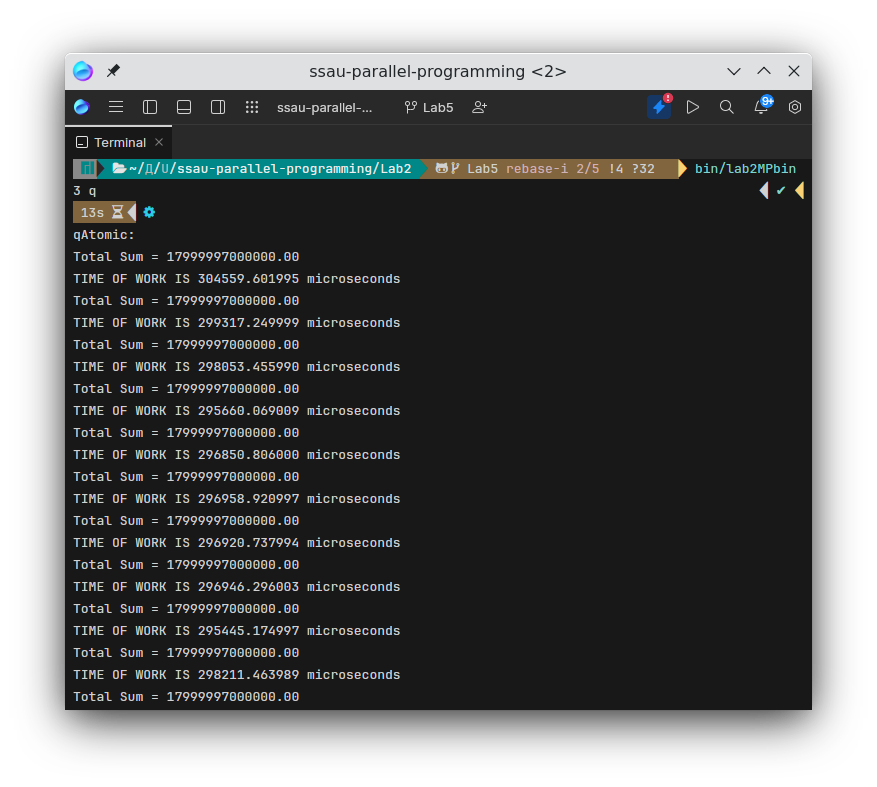 ssau-parallel-programming <2>
ssau-parallel-... Lab5 ! 9+
Terminal
~/Д/U/ssau-parallel-programming/Lab2 Lab5 rebase-i 2/5 !4 ?32 bin/lab2MPbin
3 q ✔
13s
qAtomic:
Total Sum = 17999997000000.00
TIME OF WORK IS 304559.601995 microseconds
Total Sum = 17999997000000.00
TIME OF WORK IS 299317.249999 microseconds
Total Sum = 17999997000000.00
TIME OF WORK IS 298053.455990 microseconds
Total Sum = 17999997000000.00
TIME OF WORK IS 295660.069009 microseconds
Total Sum = 17999997000000.00
TIME OF WORK IS 296850.806000 microseconds
Total Sum = 17999997000000.00
TIME OF WORK IS 296958.920997 microseconds
Total Sum = 17999997000000.00
TIME OF WORK IS 296920.737994 microseconds
Total Sum = 17999997000000.00
TIME OF WORK IS 296946.296003 microseconds
Total Sum = 17999997000000.00
TIME OF WORK IS 295445.174997 microseconds
Total Sum = 17999997000000.00
TIME OF WORK IS 298211.463989 microseconds
Total Sum = 17999997000000.00